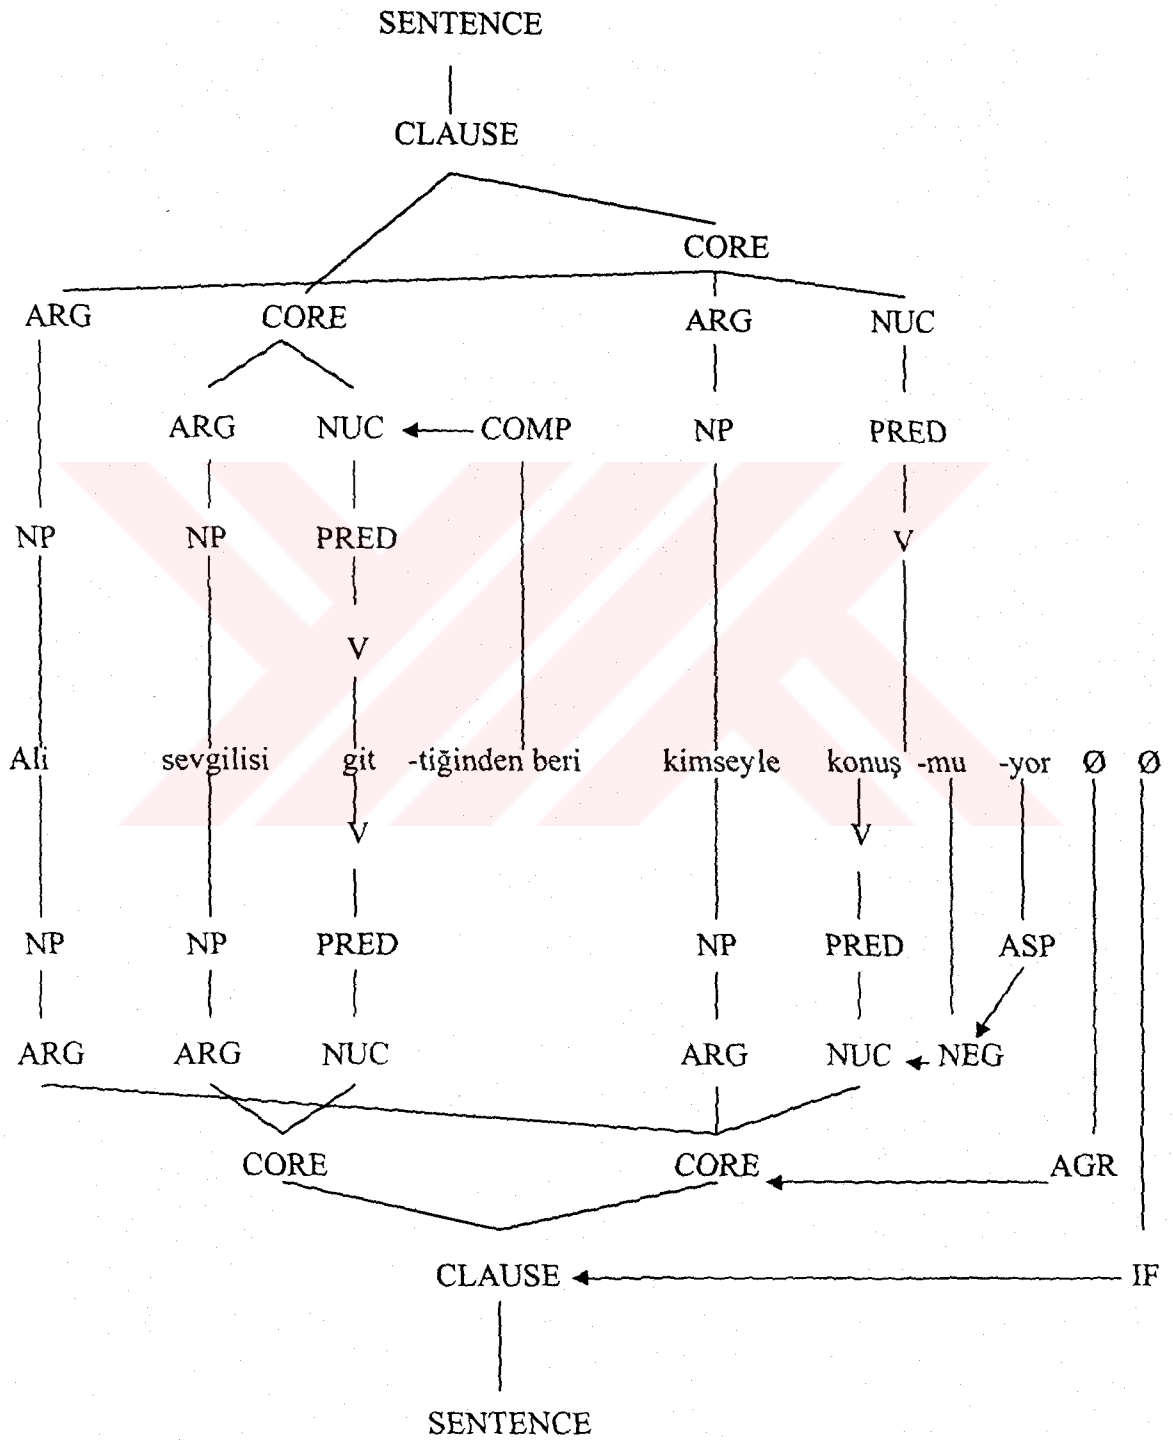 SENTENCE
CLAUSE
CORE
ARG CORE ARG NUC
ARG NUC COMP NP PRED
NP NP PRED V
V
Ali sevgilisi git -tiğinden beri kimseyle konuş -mu -yor Ø Ø
V V
NP NP PRED NP PRED ASP
ARG ARG NUC ARG NUC NEG
CORE CORE AGR
CLAUSE IF
SENTENCE